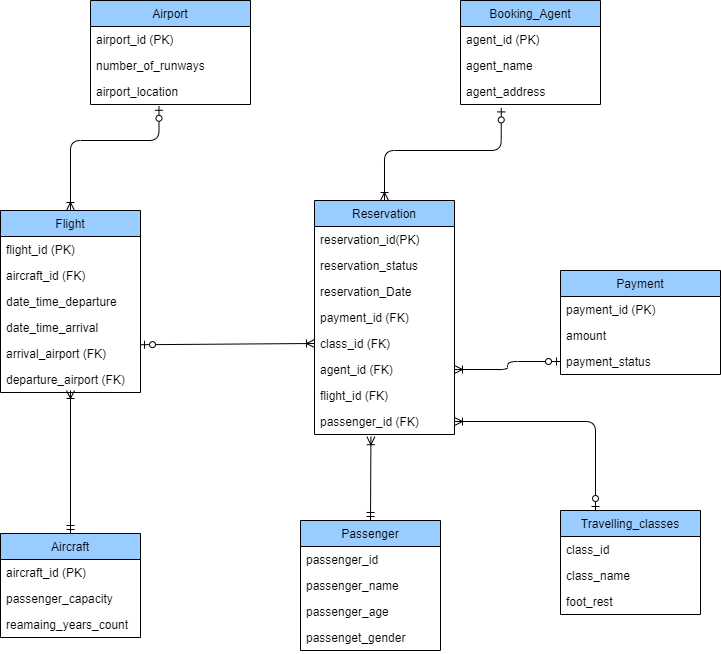 Airport
airport_id (PK)
number_of_runways
airport_location
Booking_Agent
agent_id (PK)
agent_name
agent_address
Flight
flight_id (PK)
aircraft_id (FK)
date_time_departure
date_time_arrival
arrival_airport (FK)
departure_airport (FK)
Reservation
reservation_id(PK)
reservation_status
reservation_Date
payment_id (FK)
class_id (FK)
agent_id (FK)
flight_id (FK)
passenger_id (FK)
Payment
payment_id (PK)
amount
payment_status
Aircraft
aircraft_id (PK)
passenger_capacity
reamaing_years_count
Passenger
passenger_id
passenger_name
passenger_age
passenget_gender
Travelling_classes
class_id
class_name
foot_rest